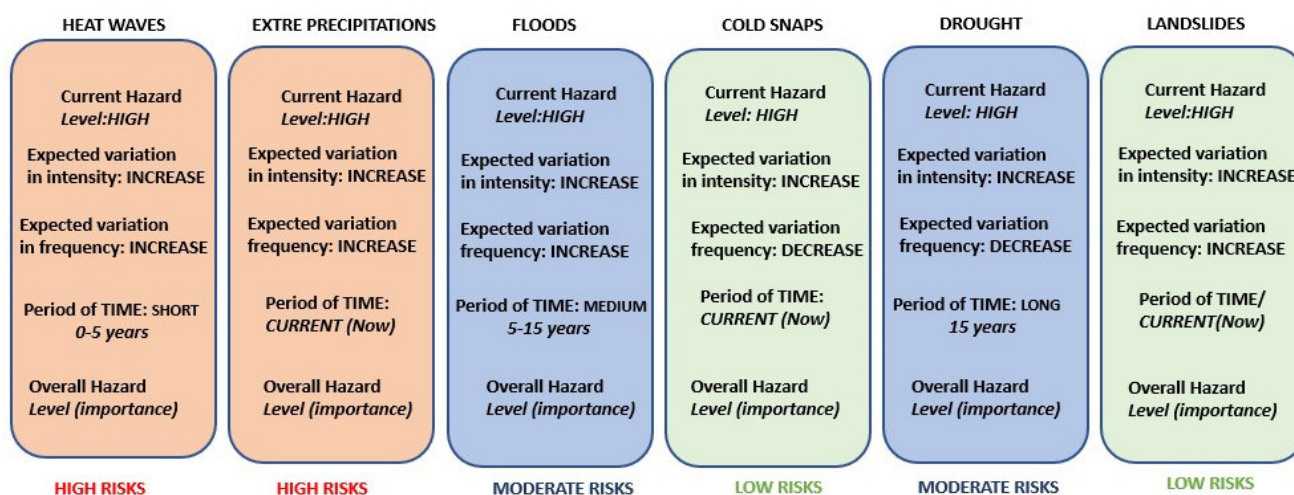 HEAT WAVES
Current Hazard
Level:HIGH
Expected variation
in intensity: INCREASE
Expected variation
in frequency: INCREASE
Period of TIME: SHORT
0-5 years
Overall Hazard
Level (importance)
HIGH RISKS
EXTRE PRECIPITATIONS
Current Hazard
Level:HIGH
Expected variation
in intensity: INCREASE
Expected variation
frequency: INCREASE
Period of TIME:
CURRENT (Now)
Overall Hazard
Level (importance)
HIGH RISKS
FLOODS
Current Hazard
Level:HIGH
Expected variation
in intensity: INCREASE
Expected variation
frequency: INCREASE
Period of TIME: MEDIUM
5-15 years
Overall Hazard
Level (importance)
MODERATE RISKS
COLD SNAPS
Current Hazard
Level: HIGH
Expected variation
in intensity: INCREASE
Expected variation
frequency: DECREASE
Period of TIME:
CURRENT (Now)
Overall Hazard
Level (importance)
LOW RISKS
DROUGHT
Current Hazard
Level: HIGH
Expected variation
in intensity: INCREASE
Expected variation
frequency: DECREASE
Period of TIME: LONG
15 years
Overall Hazard
Level (importance)
MODERATE RISKS
LANDSLIDES
Current Hazard
Level:HIGH
Expected variation
in intensity: INCREASE
Expected variation
frequency: INCREASE
Period of TIME/
CURRENT(Now)
Overall Hazard
Level (importance)
LOW RISKS